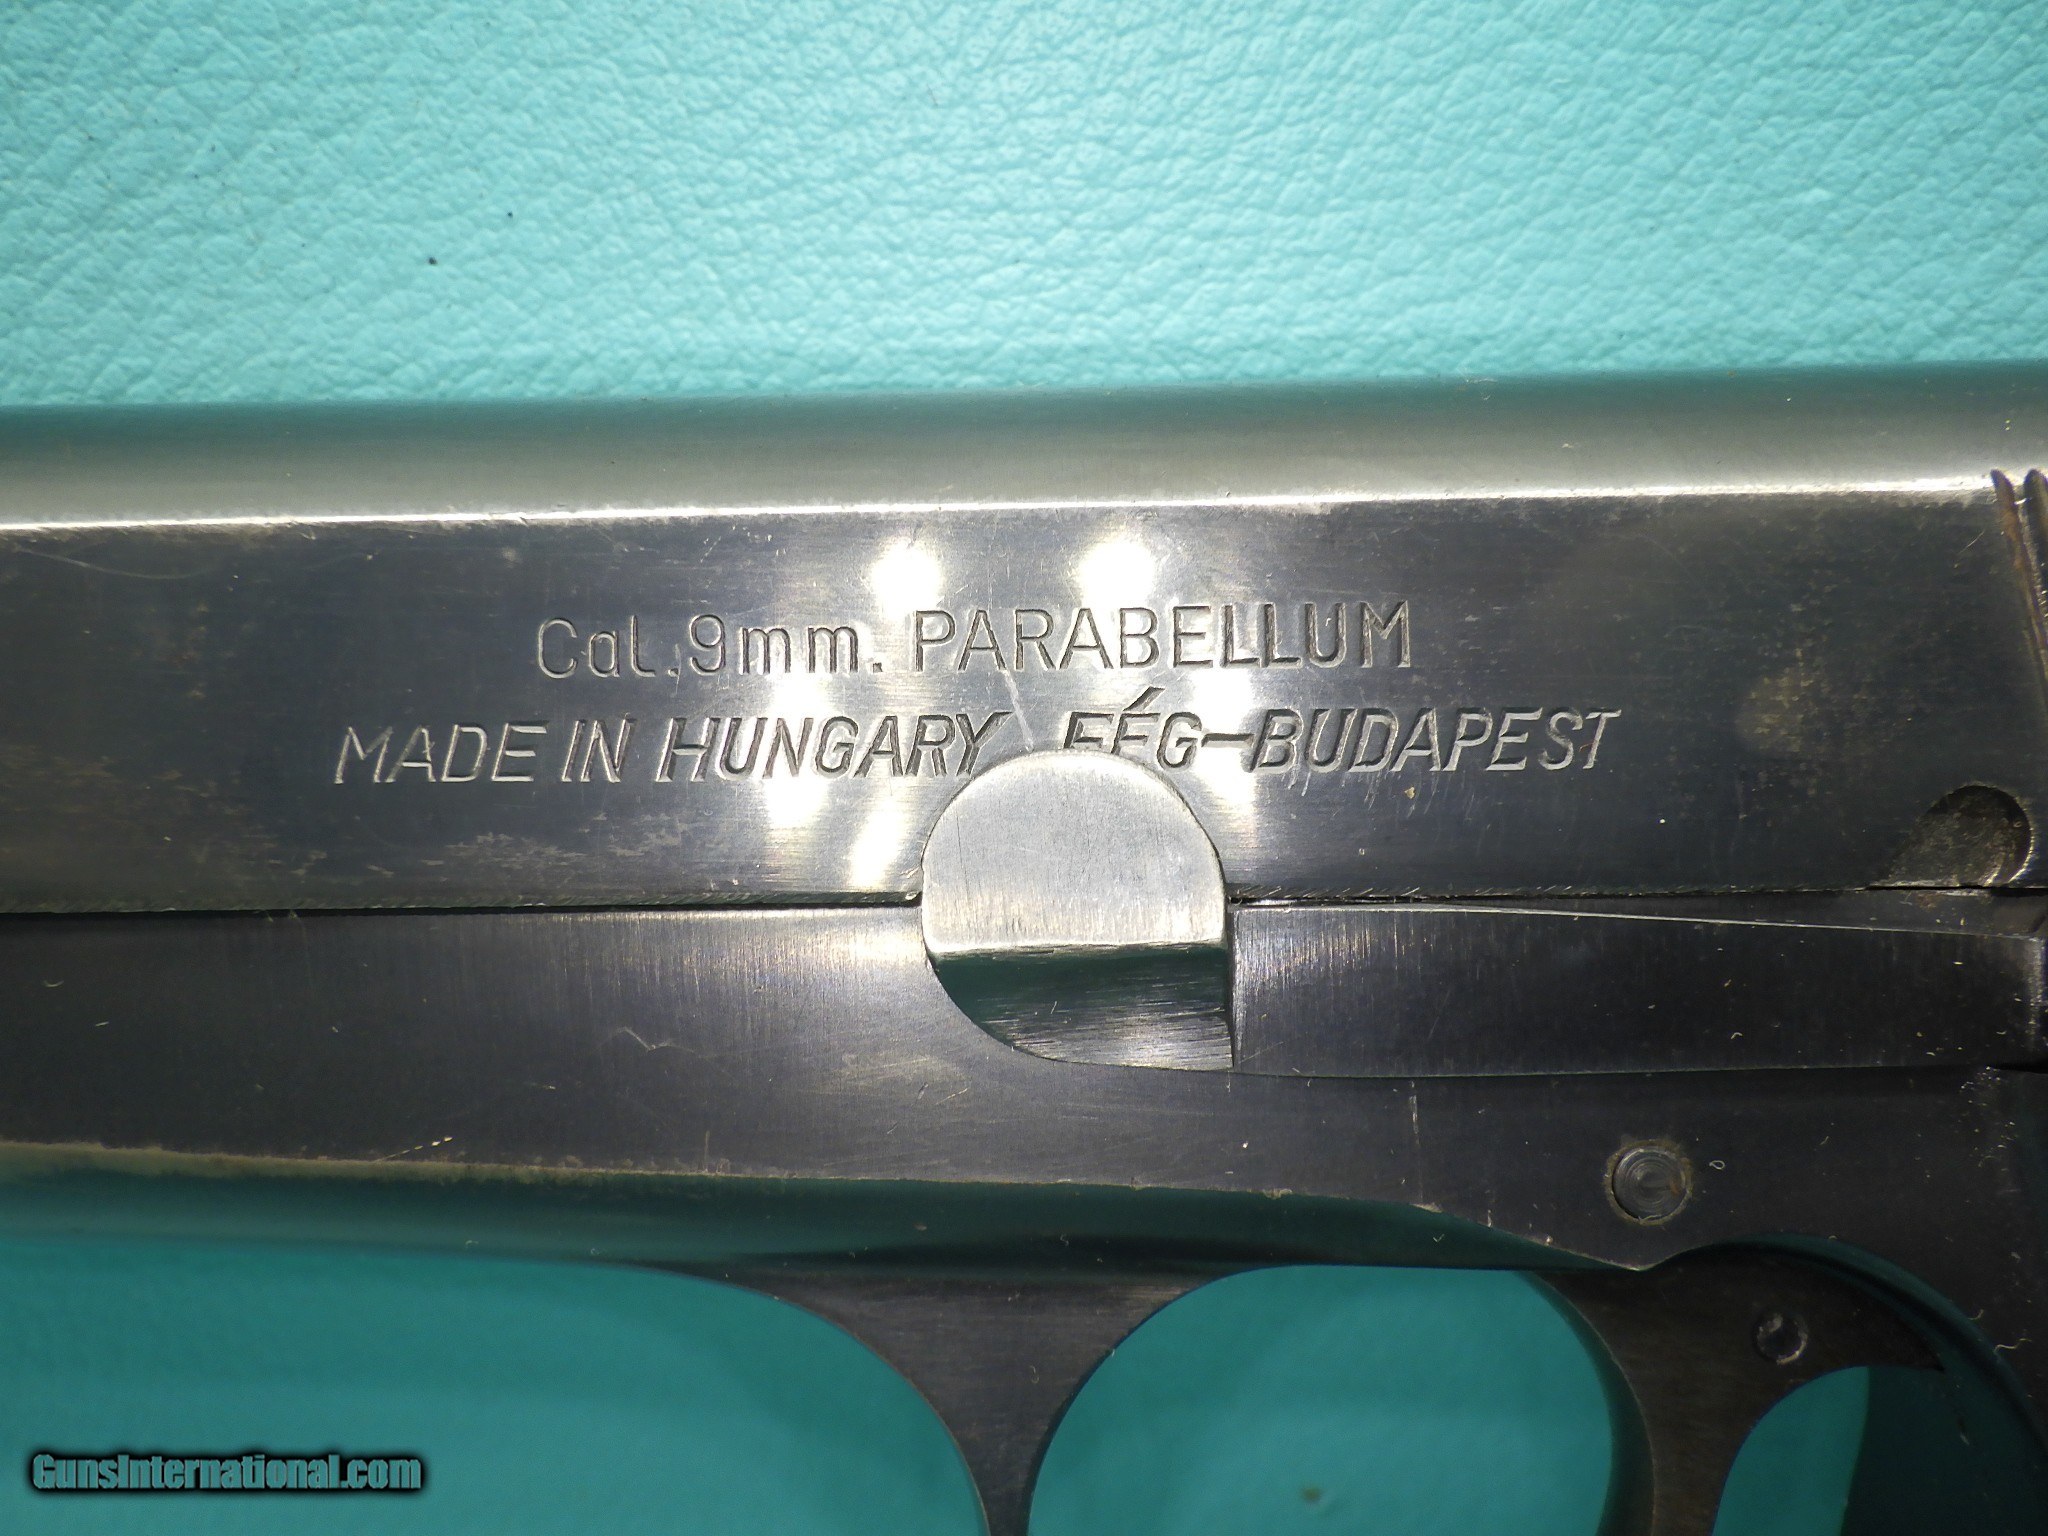 Cal.9mm. PARABELLUM
MADE IN HUNGARY FÉG-BUDAPEST
GunsInternational.com